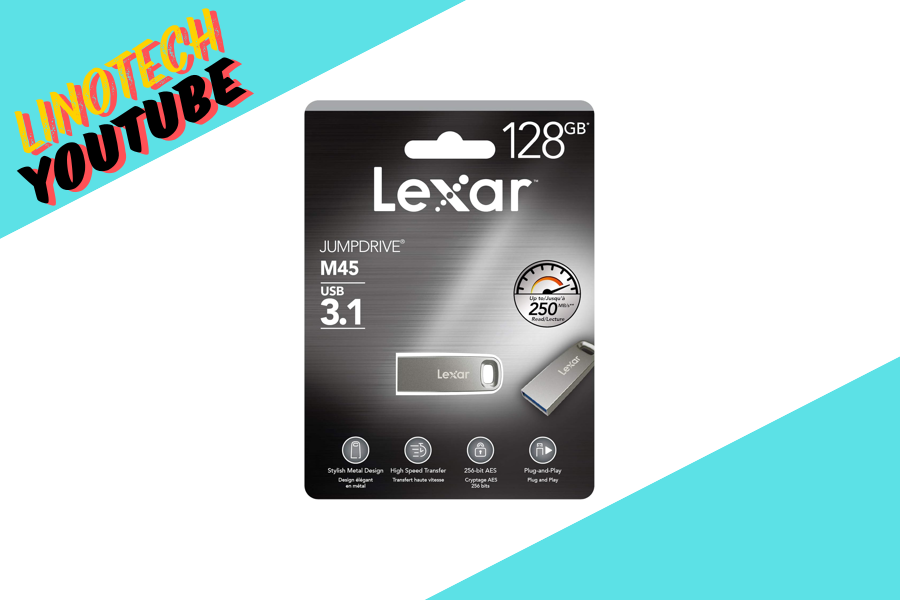 LINOTECH
YOUTUBE
128GB*
Lexar™
JUMPDRIVE®
M45
USB
3.1
Up to/Jusqu'à
250 MB/s**
Read/Lecture
Lexar
Lexar
Stylish Metal Design
Design élégant
en métal
High Speed Transfer
Transfert haute vitesse
256-bit AES
Cryptage AES
256 bits
Plug-and-Play
Plug and Play